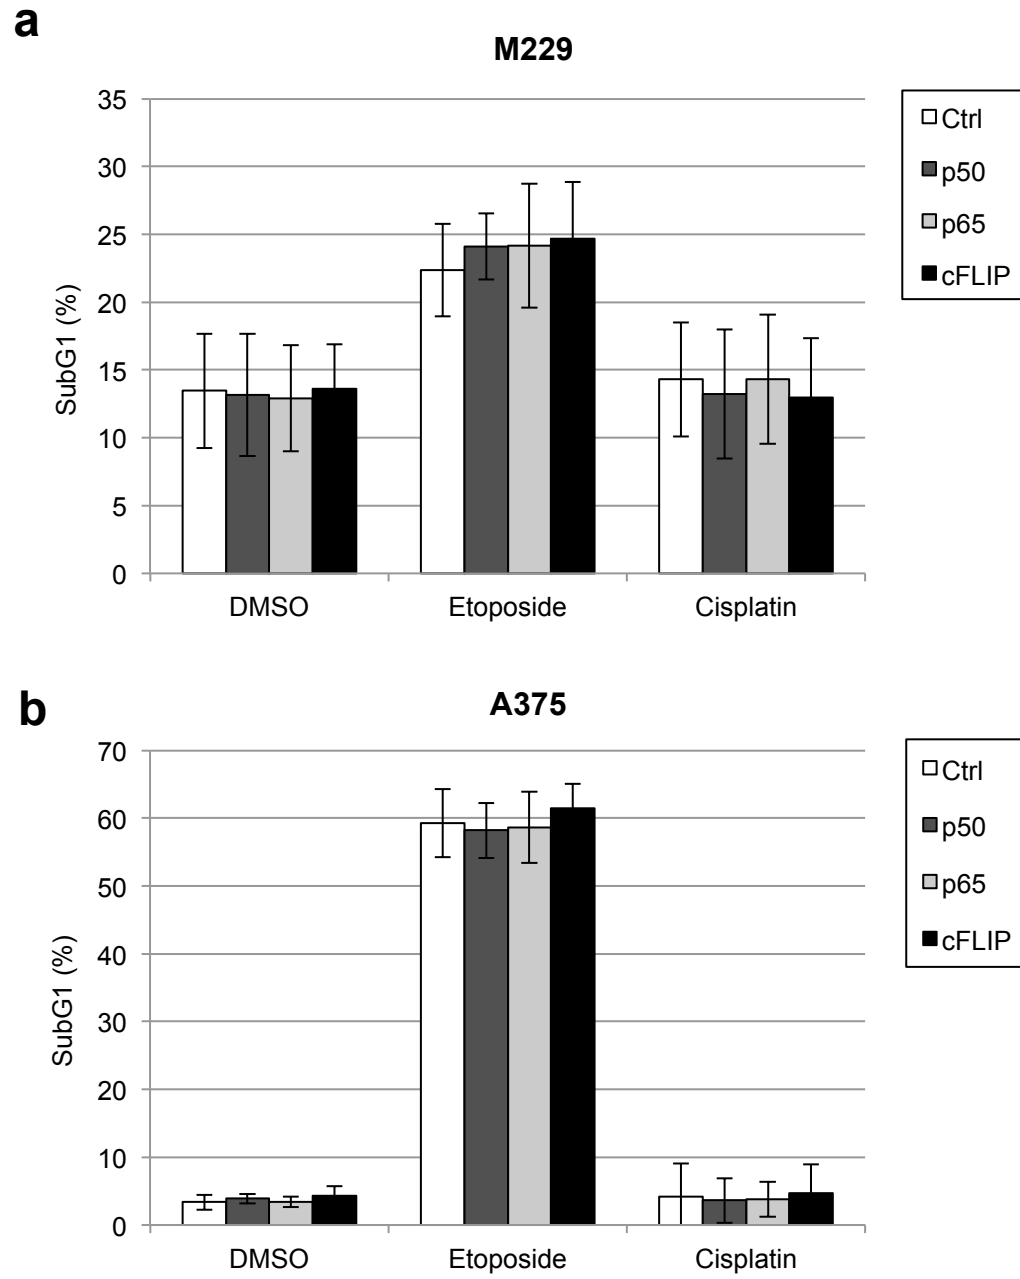 a
M229
35
30
25
20
15
10
5
0
SubG1 (%)
DMSO
Etoposide
Cisplatin
Ctrl
p50
p65
cFLIP
b
A375
70
60
50
40
30
20
10
0
SubG1 (%)
DMSO
Etoposide
Cisplatin
Ctrl
p50
p65
cFLIP